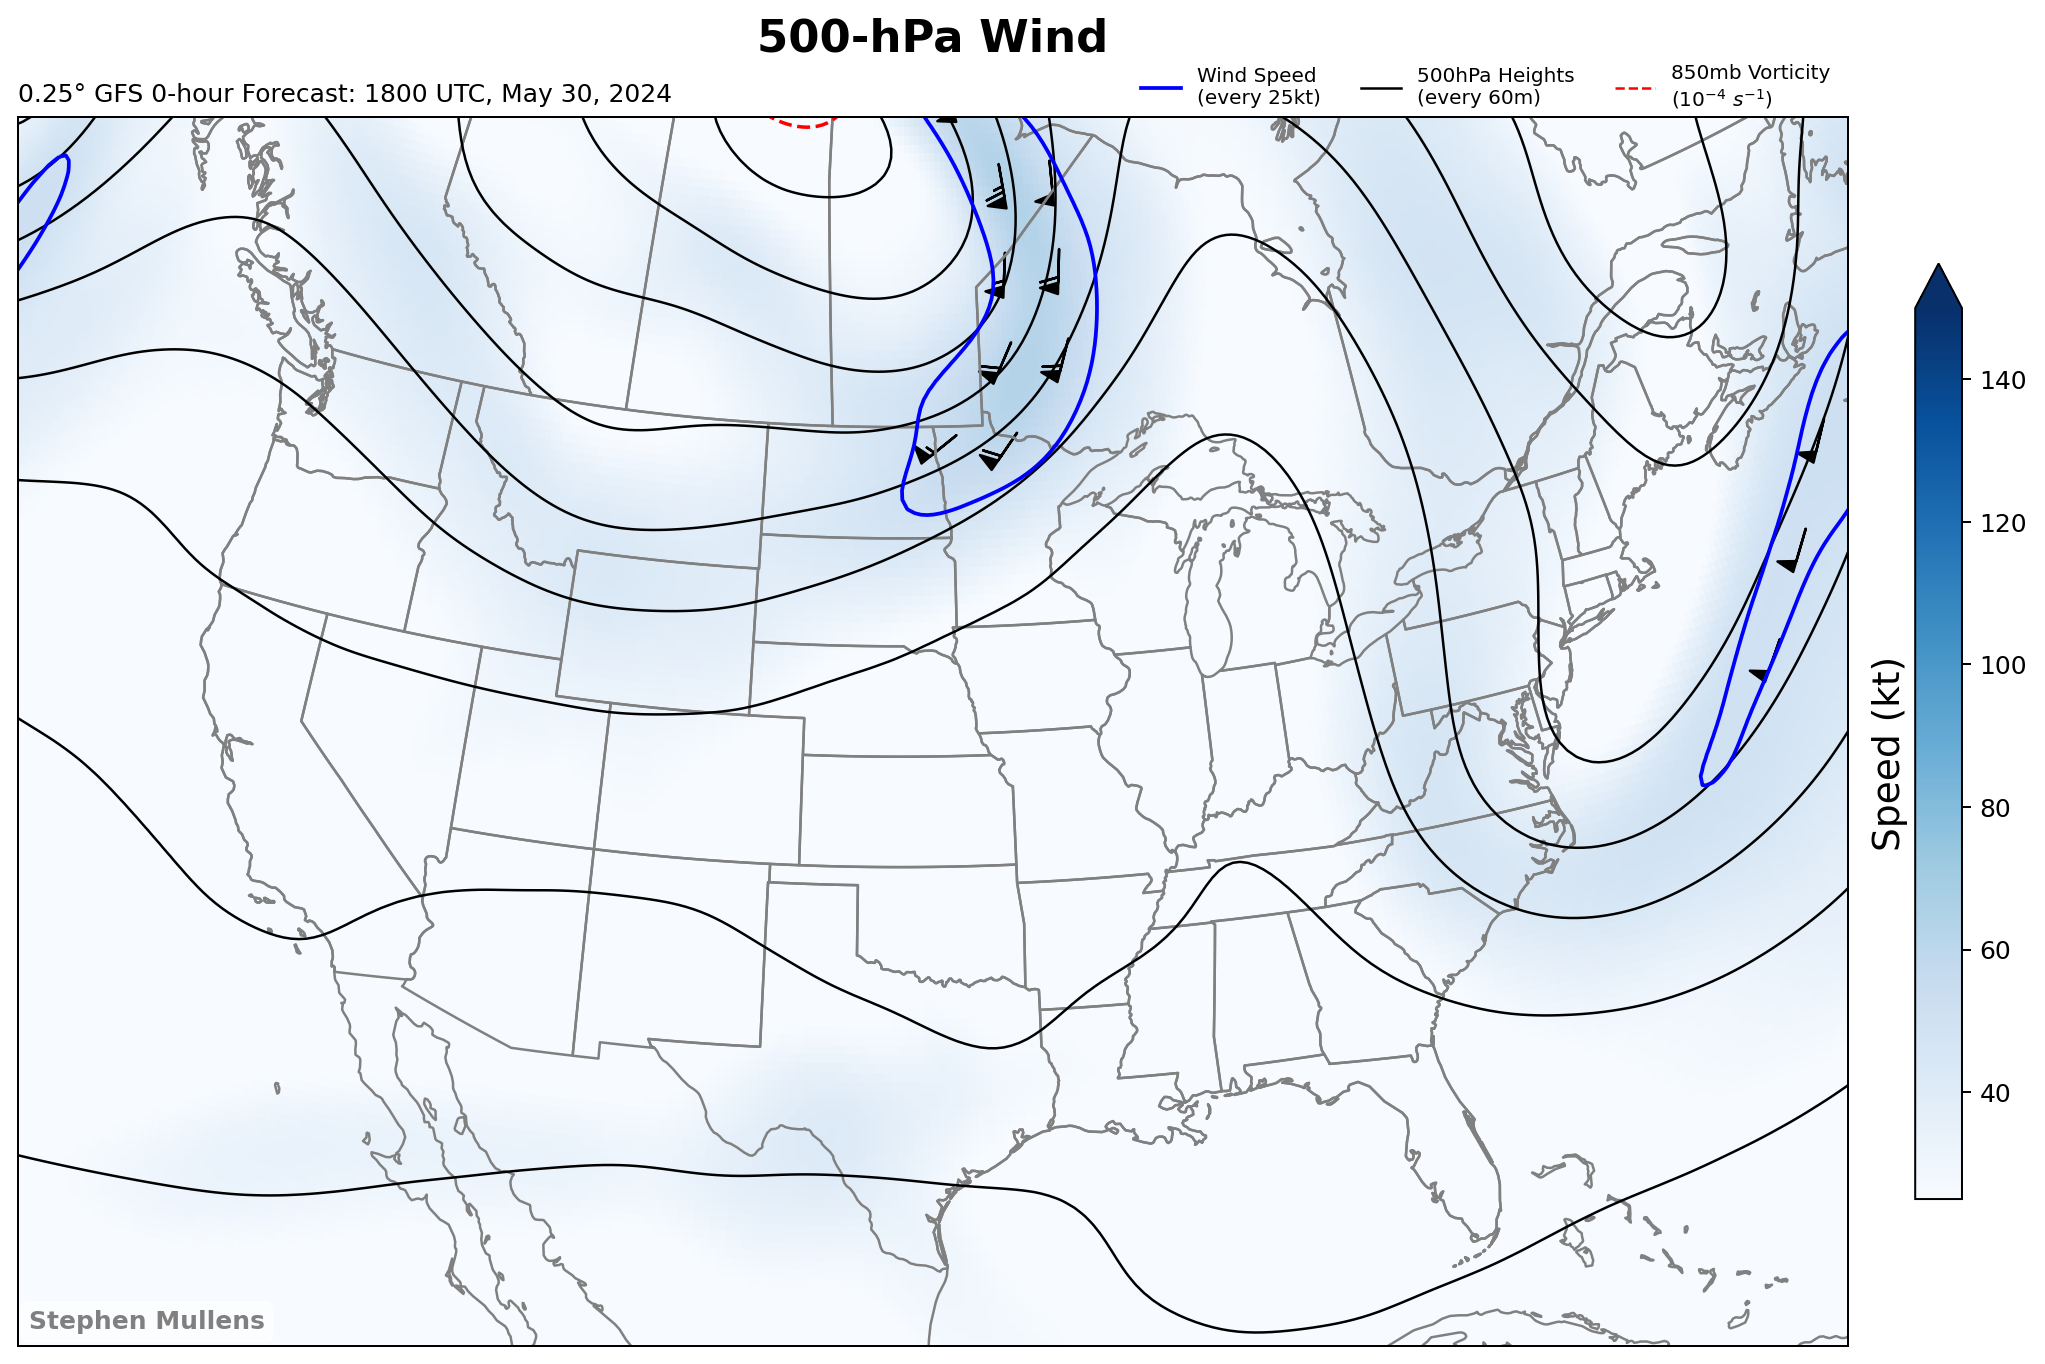 500-hPa Wind
0.25° GFS 0-hour Forecast: 1800 UTC, May 30, 2024
Wind Speed
(every 25kt)
500hPa Heights
(every 60m)
850mb Vorticity
(10⁻⁴ s⁻¹)
140
120
100
80
60
40
Speed (kt)
Stephen Mullens